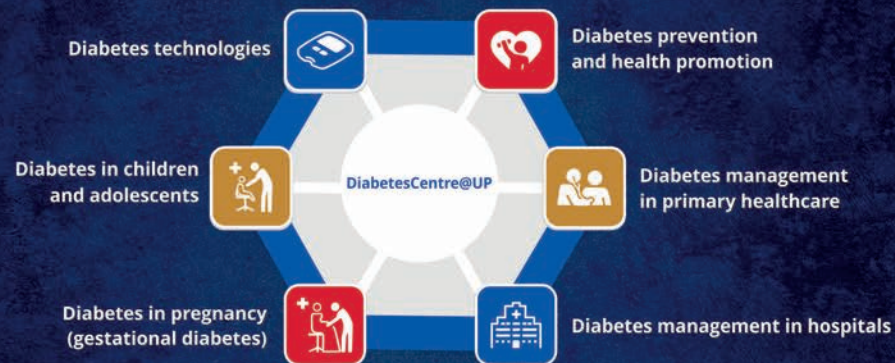 Diabetes technologies
Diabetes prevention
and health promotion
Diabetes in children
and adolescents
DiabetesCentre@UP
Diabetes management
in primary healthcare
Diabetes in pregnancy
(gestational diabetes)
Diabetes management in hospitals